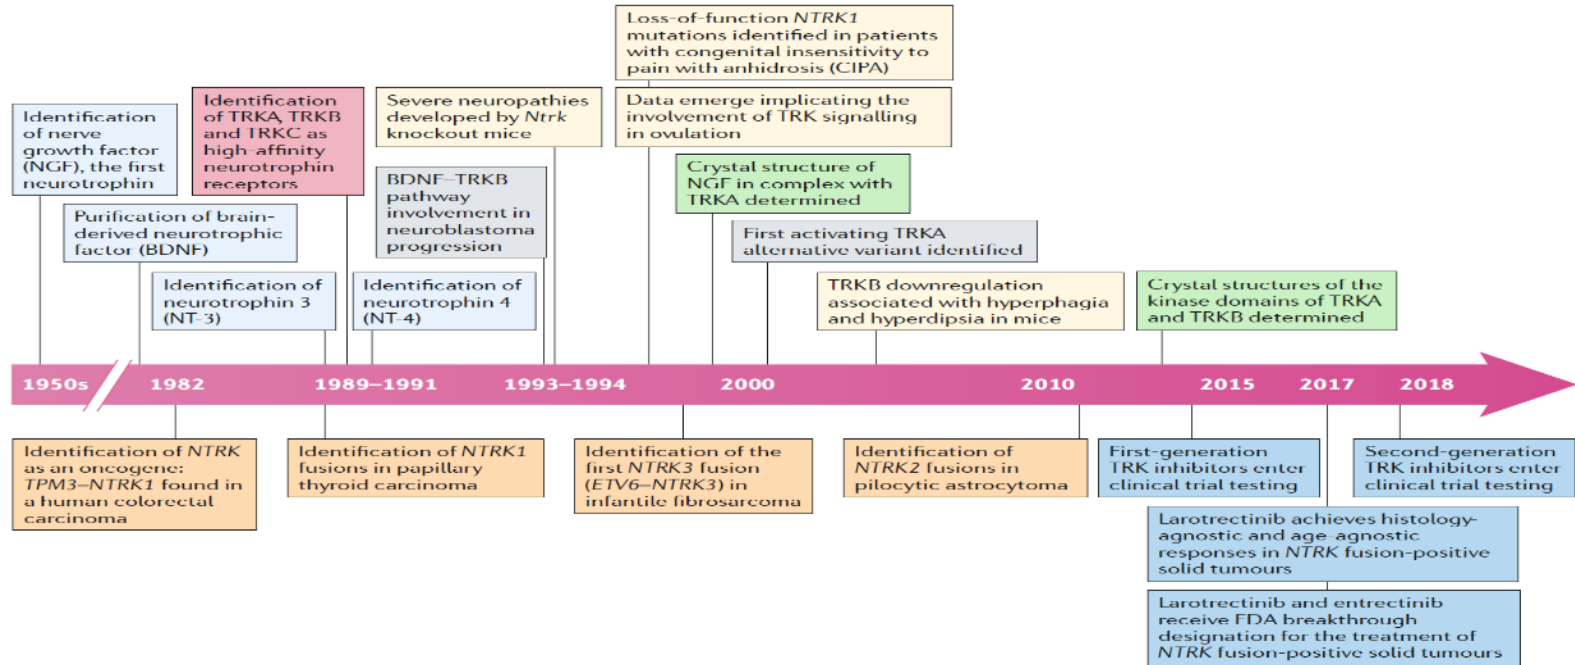 Loss-of-function NTRK1
mutations identified in patients
with congenital insensitivity to
pain with anhidrosis (CIPA)
Identification
of nerve
growth factor
(NGF), the first
neurotrophin
Identification
of TRKA, TRKB
and TRKC as
high-affinity
neurotrophin
receptors
Severe neuropathies
developed by Ntrk
knockout mice
Data emerge implicating the
involvement of TRK signalling
in ovulation
BDNF–TRKB
pathway
involvement in
neuroblastoma
progression
Crystal structure of
NGF in complex with
TRKA determined
Purification of brain-
derived neurotrophic
factor (BDNF)
First activating TRKA
alternative variant identified
Identification of
neurotrophin 3
(NT-3)
Identification of
neurotrophin 4
(NT-4)
TRKB downregulation
associated with hyperphagia
and hyperdipsia in mice
Crystal structures of the
kinase domains of TRKA
and TRKB determined
1950s 1982 1989–1991 1993–1994 2000 2010 2015 2017 2018
Identification of NTRK
as an oncogene:
TPM3–NTRK1 found in
a human colorectal
carcinoma
Identification of NTRK1
fusions in papillary
thyroid carcinoma
Identification of the
first NTRK3 fusion
(ETV6–NTRK3) in
infantile fibrosarcoma
Identification of
NTRK2 fusions in
pilocytic astrocytoma
First-generation
TRK inhibitors enter
clinical trial testing
Second-generation
TRK inhibitors enter
clinical trial testing
Larotrectinib achieves histology-
agnostic and age-agnostic
responses in NTRK fusion-positive
solid tumours
Larotrectinib and entrectinib
receive FDA breakthrough
designation for the treatment of
NTRK fusion-positive solid tumours